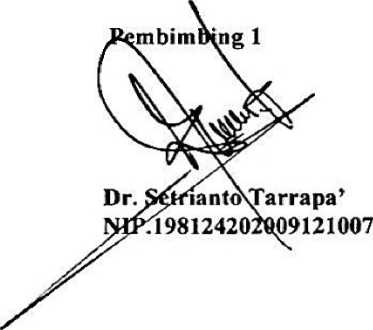 Pembimbing 1
Dr. Setrianto Tarrapa’
NIP.198124202009121007